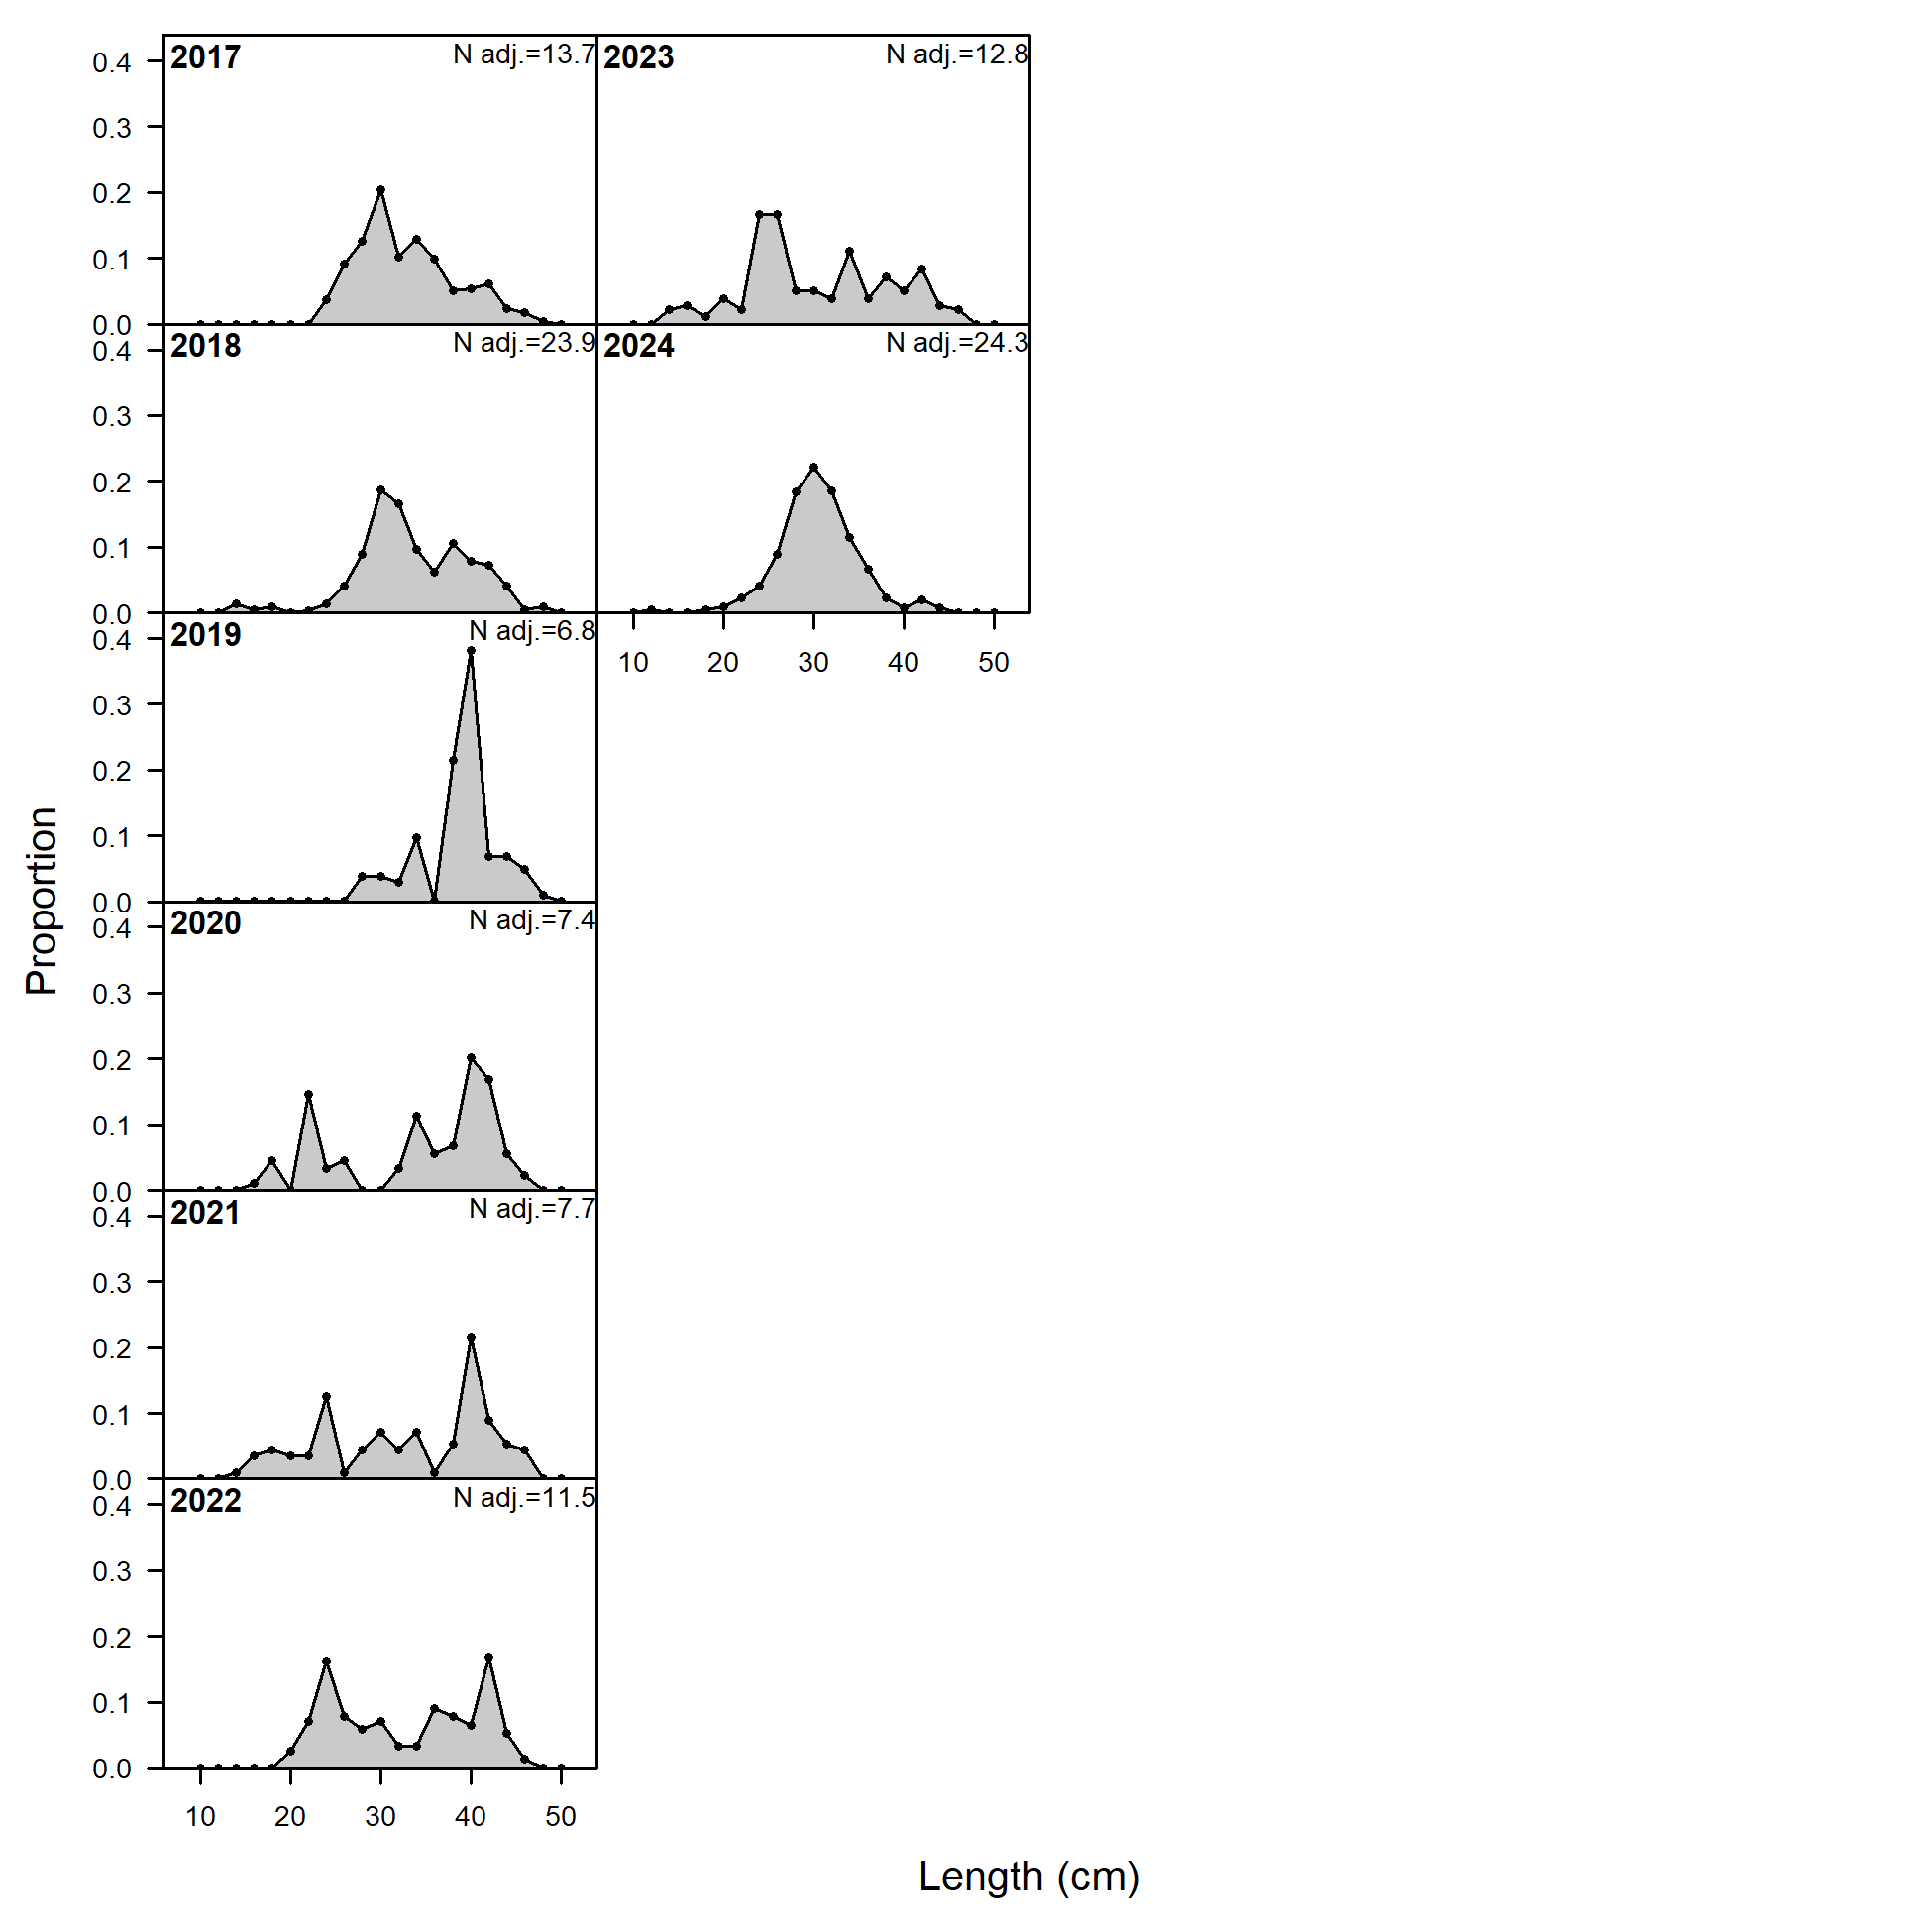 Proportion
2017 N adj.=13.7
0.4
0.3
0.2
0.1
0.0
2018 N adj.=23.9
0.4
0.3
0.2
0.1
0.0
2019 N adj.=6.8
0.4
0.3
0.2
0.1
0.0
2020 N adj.=7.4
0.4
0.3
0.2
0.1
0.0
2021 N adj.=7.7
0.4
0.3
0.2
0.1
0.0
2022 N adj.=11.5
0.4
0.3
0.2
0.1
0.0
10 20 30 40 50
2023 N adj.=12.8
2024 N adj.=24.3
10 20 30 40 50
Length (cm)